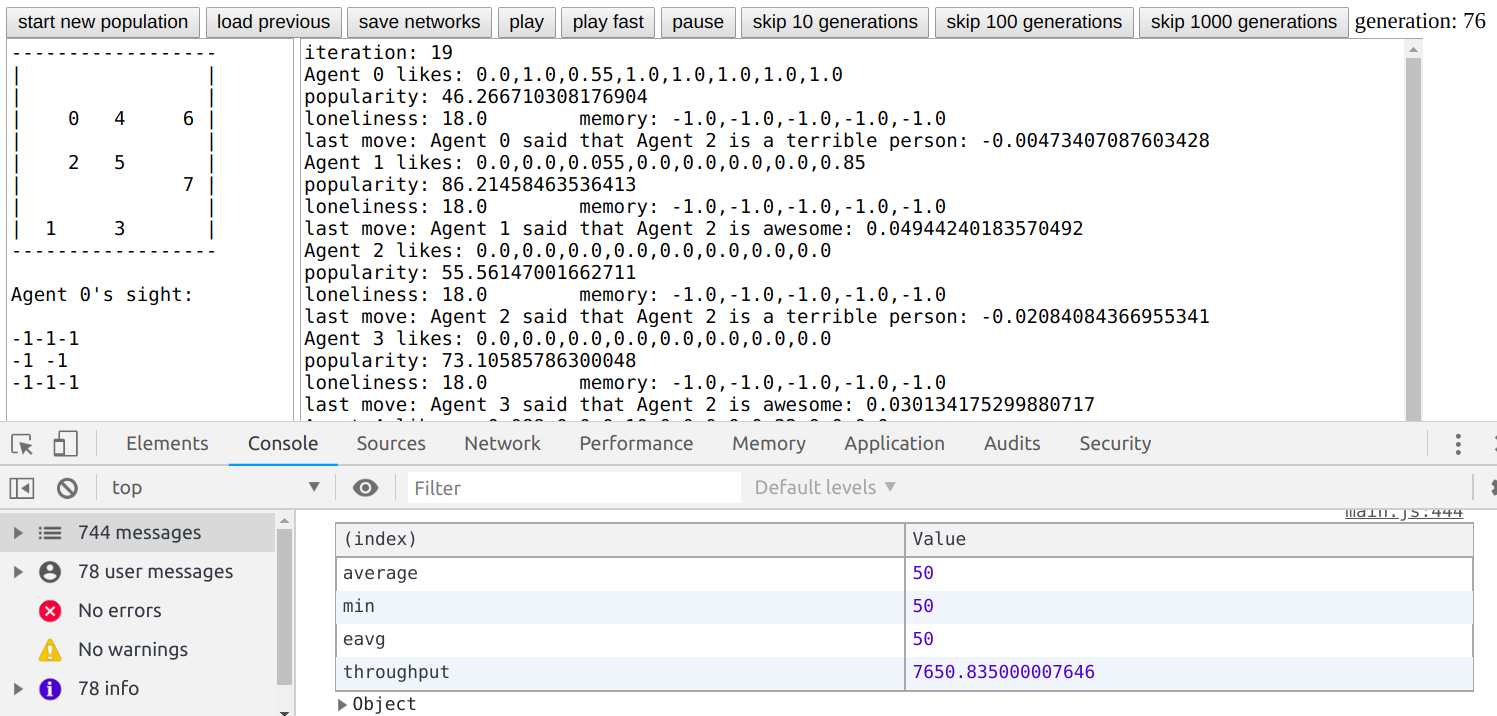 start new population load previous save networks play play fast pause skip 10 generations skip 100 generations skip 1000 generations generation: 76
------------------
|                |
|                |
|    0   4     6 |
|                |
|    2   5       |
|              7 |
|                |
|  1     3       |
------------------
Agent 0's sight:
-1-1-1
-1 -1
-1-1-1
iteration: 19
Agent 0 likes: 0.0,1.0,0.55,1.0,1.0,1.0,1.0,1.0
popularity: 46.266710308176904
loneliness: 18.0        memory: -1.0,-1.0,-1.0,-1.0,-1.0
last move: Agent 0 said that Agent 2 is a terrible person: -0.00473407087603428
Agent 1 likes: 0.0,0.0,0.055,0.0,0.0,0.0,0.0,0.85
popularity: 86.21458463536413
loneliness: 18.0        memory: -1.0,-1.0,-1.0,-1.0,-1.0
last move: Agent 1 said that Agent 2 is awesome: 0.04944240183570492
Agent 2 likes: 0.0,0.0,0.0,0.0,0.0,0.0,0.0,0.0
popularity: 55.56147001662711
loneliness: 18.0        memory: -1.0,-1.0,-1.0,-1.0,-1.0
last move: Agent 2 said that Agent 2 is a terrible person: -0.02084084366955341
Agent 3 likes: 0.0,0.0,0.0,0.0,0.0,0.0,0.0,0.0
popularity: 73.10585786300048
loneliness: 18.0        memory: -1.0,-1.0,-1.0,-1.0,-1.0
last move: Agent 3 said that Agent 2 is awesome: 0.030134175299880717
Elements Console Sources Network Performance Memory Application Audits Security
top Filter Default levels
744 messages
78 user messages
No errors
No warnings
78 info
main.js:444
(index) Value
average 50
min 50
eavg 50
throughput 7650.835000007646
Object